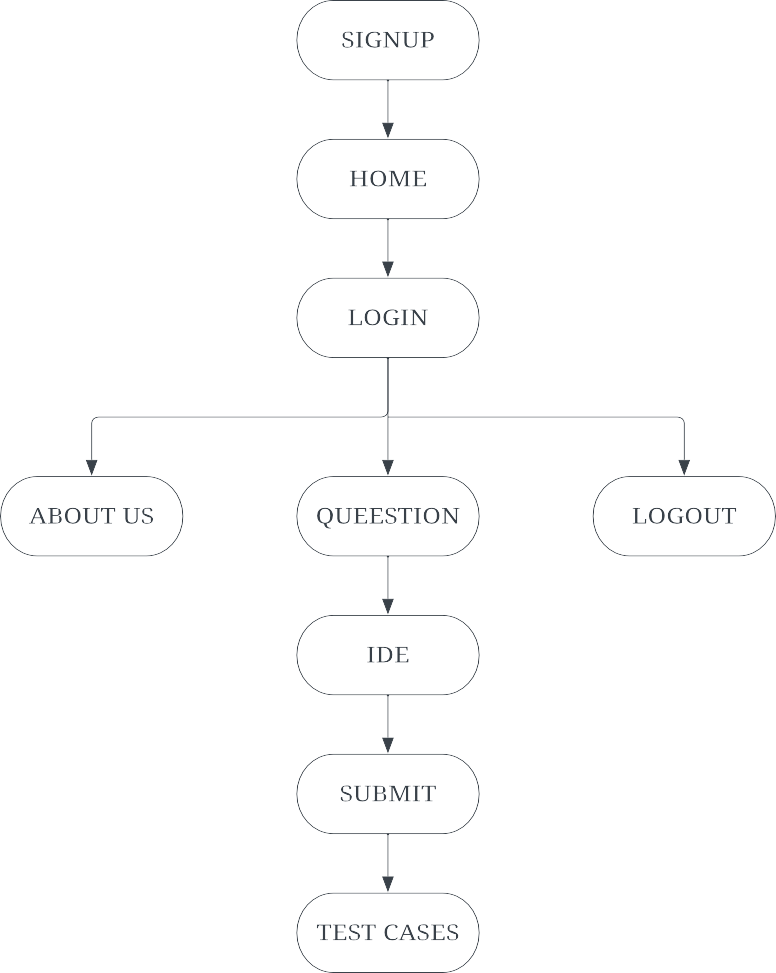 SIGNUP
HOME
LOGIN
ABOUT US
QUEESTION
LOGOUT
IDE
SUBMIT
TEST CASES